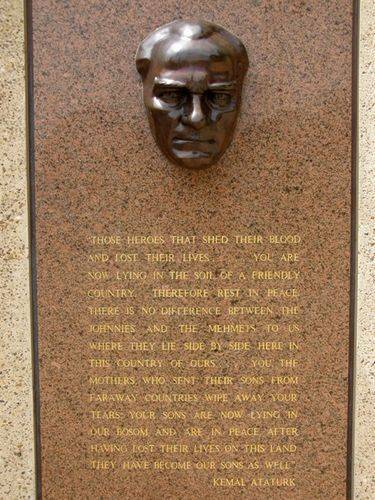 "THOSE HEROES THAT SHED THEIR BLOOD
AND LOST THEIR LIVES . . . YOU ARE
NOW LYING IN THE SOIL OF A FRIENDLY
COUNTRY. THEREFORE REST IN PEACE.
THERE IS NO DIFFERENCE BETWEEN THE
JOHNNIES AND THE MEHMETS TO US
WHERE THEY LIE SIDE BY SIDE HERE IN
THIS COUNTRY OF OURS . . . YOU, THE
MOTHERS, WHO SENT THEIR SONS FROM
FARAWAY COUNTRIES WIPE AWAY YOUR
TEARS; YOUR SONS ARE NOW LYING IN
OUR BOSOM AND ARE IN PEACE. AFTER
HAVING LOST THEIR LIVES ON THIS LAND
THEY HAVE BECOME OUR SONS AS WELL"
KEMAL ATATURK